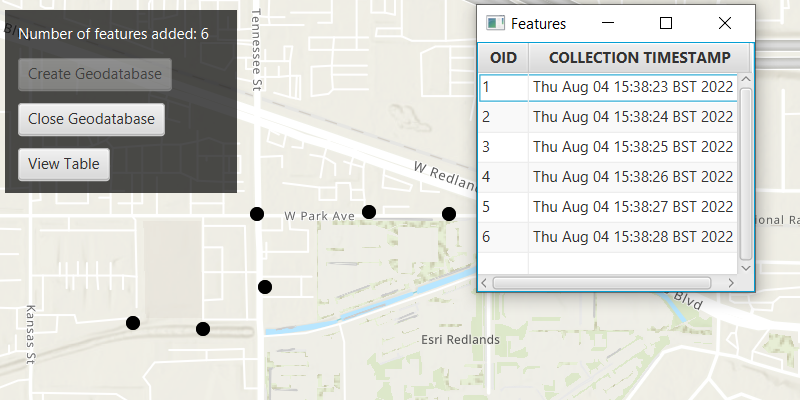 Number of features added: 6
Create Geodatabase
Close Geodatabase
View Table
Features
OID COLLECTION TIMESTAMP
1 Thu Aug 04 15:38:23 BST 2022
2 Thu Aug 04 15:38:24 BST 2022
3 Thu Aug 04 15:38:25 BST 2022
4 Thu Aug 04 15:38:26 BST 2022
5 Thu Aug 04 15:38:27 BST 2022
6 Thu Aug 04 15:38:28 BST 2022
Tennessee St
W Redlan
W Park Ave
onal Ra
Blvd
Kansas St
Esri Redlands